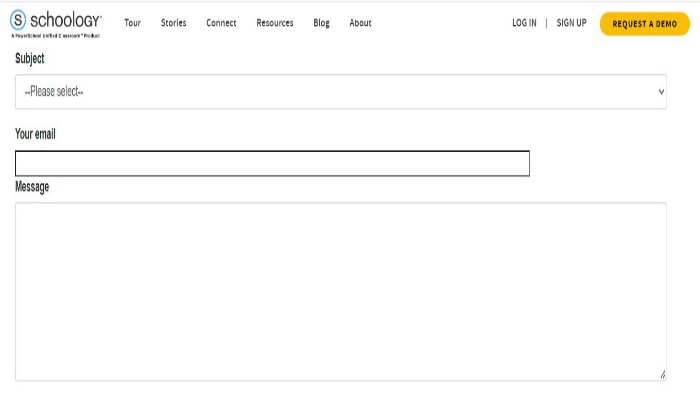 schoology
A PowerSchool Unified Classroom™ Product
Tour Stories Connect Resources Blog About LOG IN | SIGN UP REQUEST A DEMO
Subject
--Please select--
Your email
Message